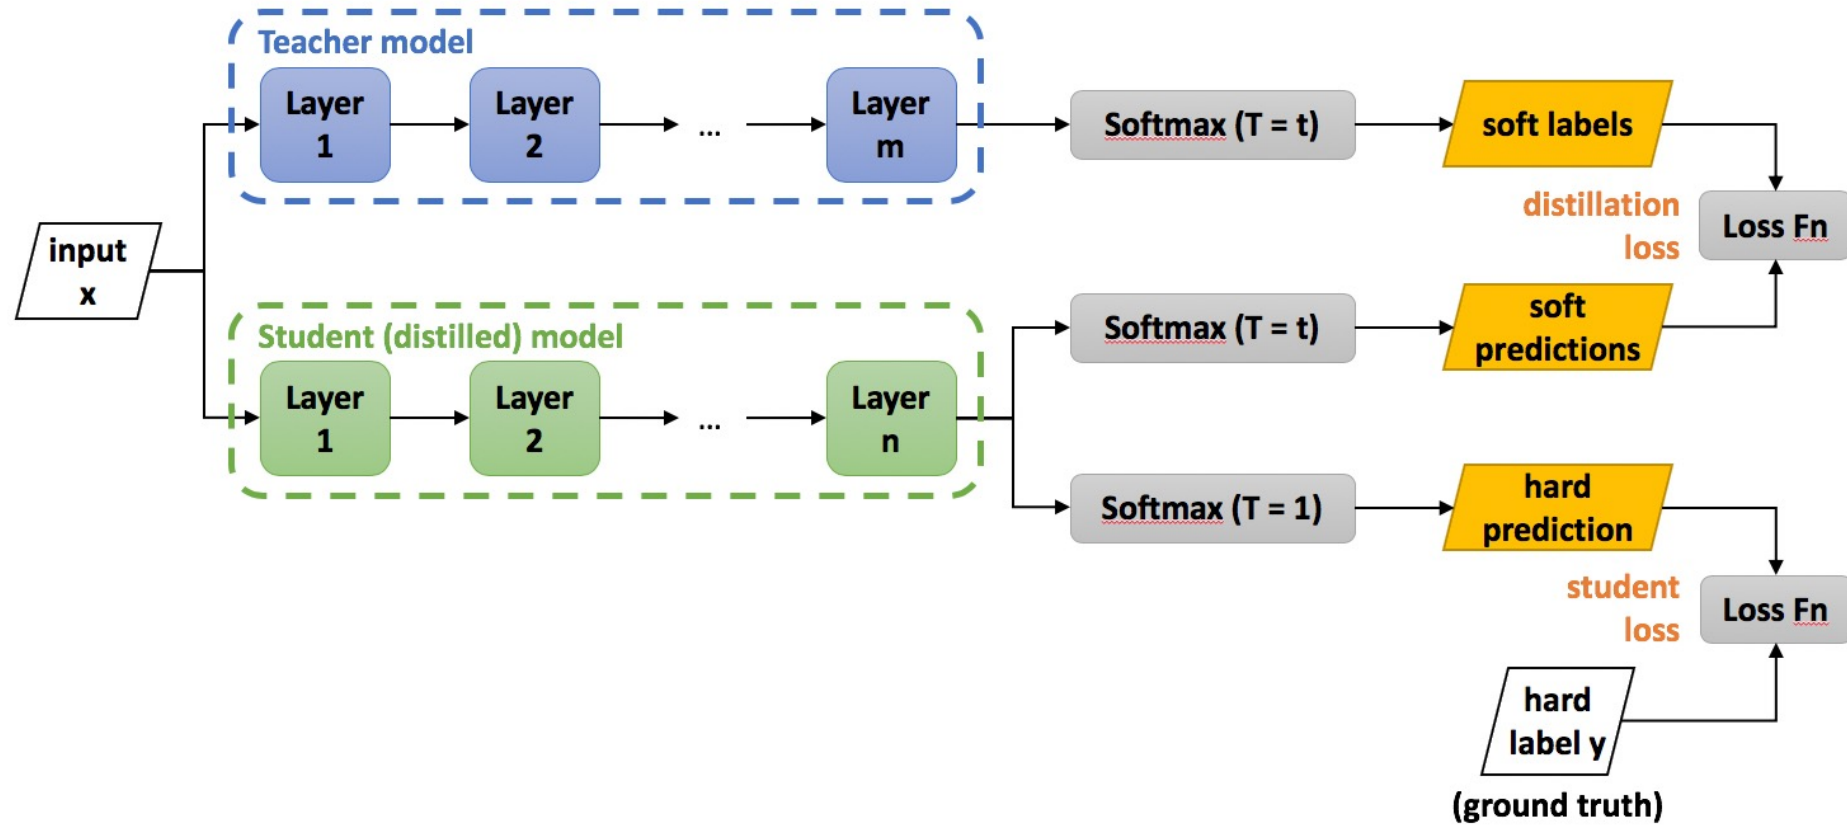 Teacher model
Layer
1
Layer
2
...
Layer
m
Softmax (T = t)
soft labels
input
x
distillation
loss
Loss Fn
Student (distilled) model
Layer
1
Layer
2
...
Layer
n
Softmax (T = t)
soft
predictions
Softmax (T = 1)
hard
prediction
student
loss
Loss Fn
hard
label y
(ground truth)